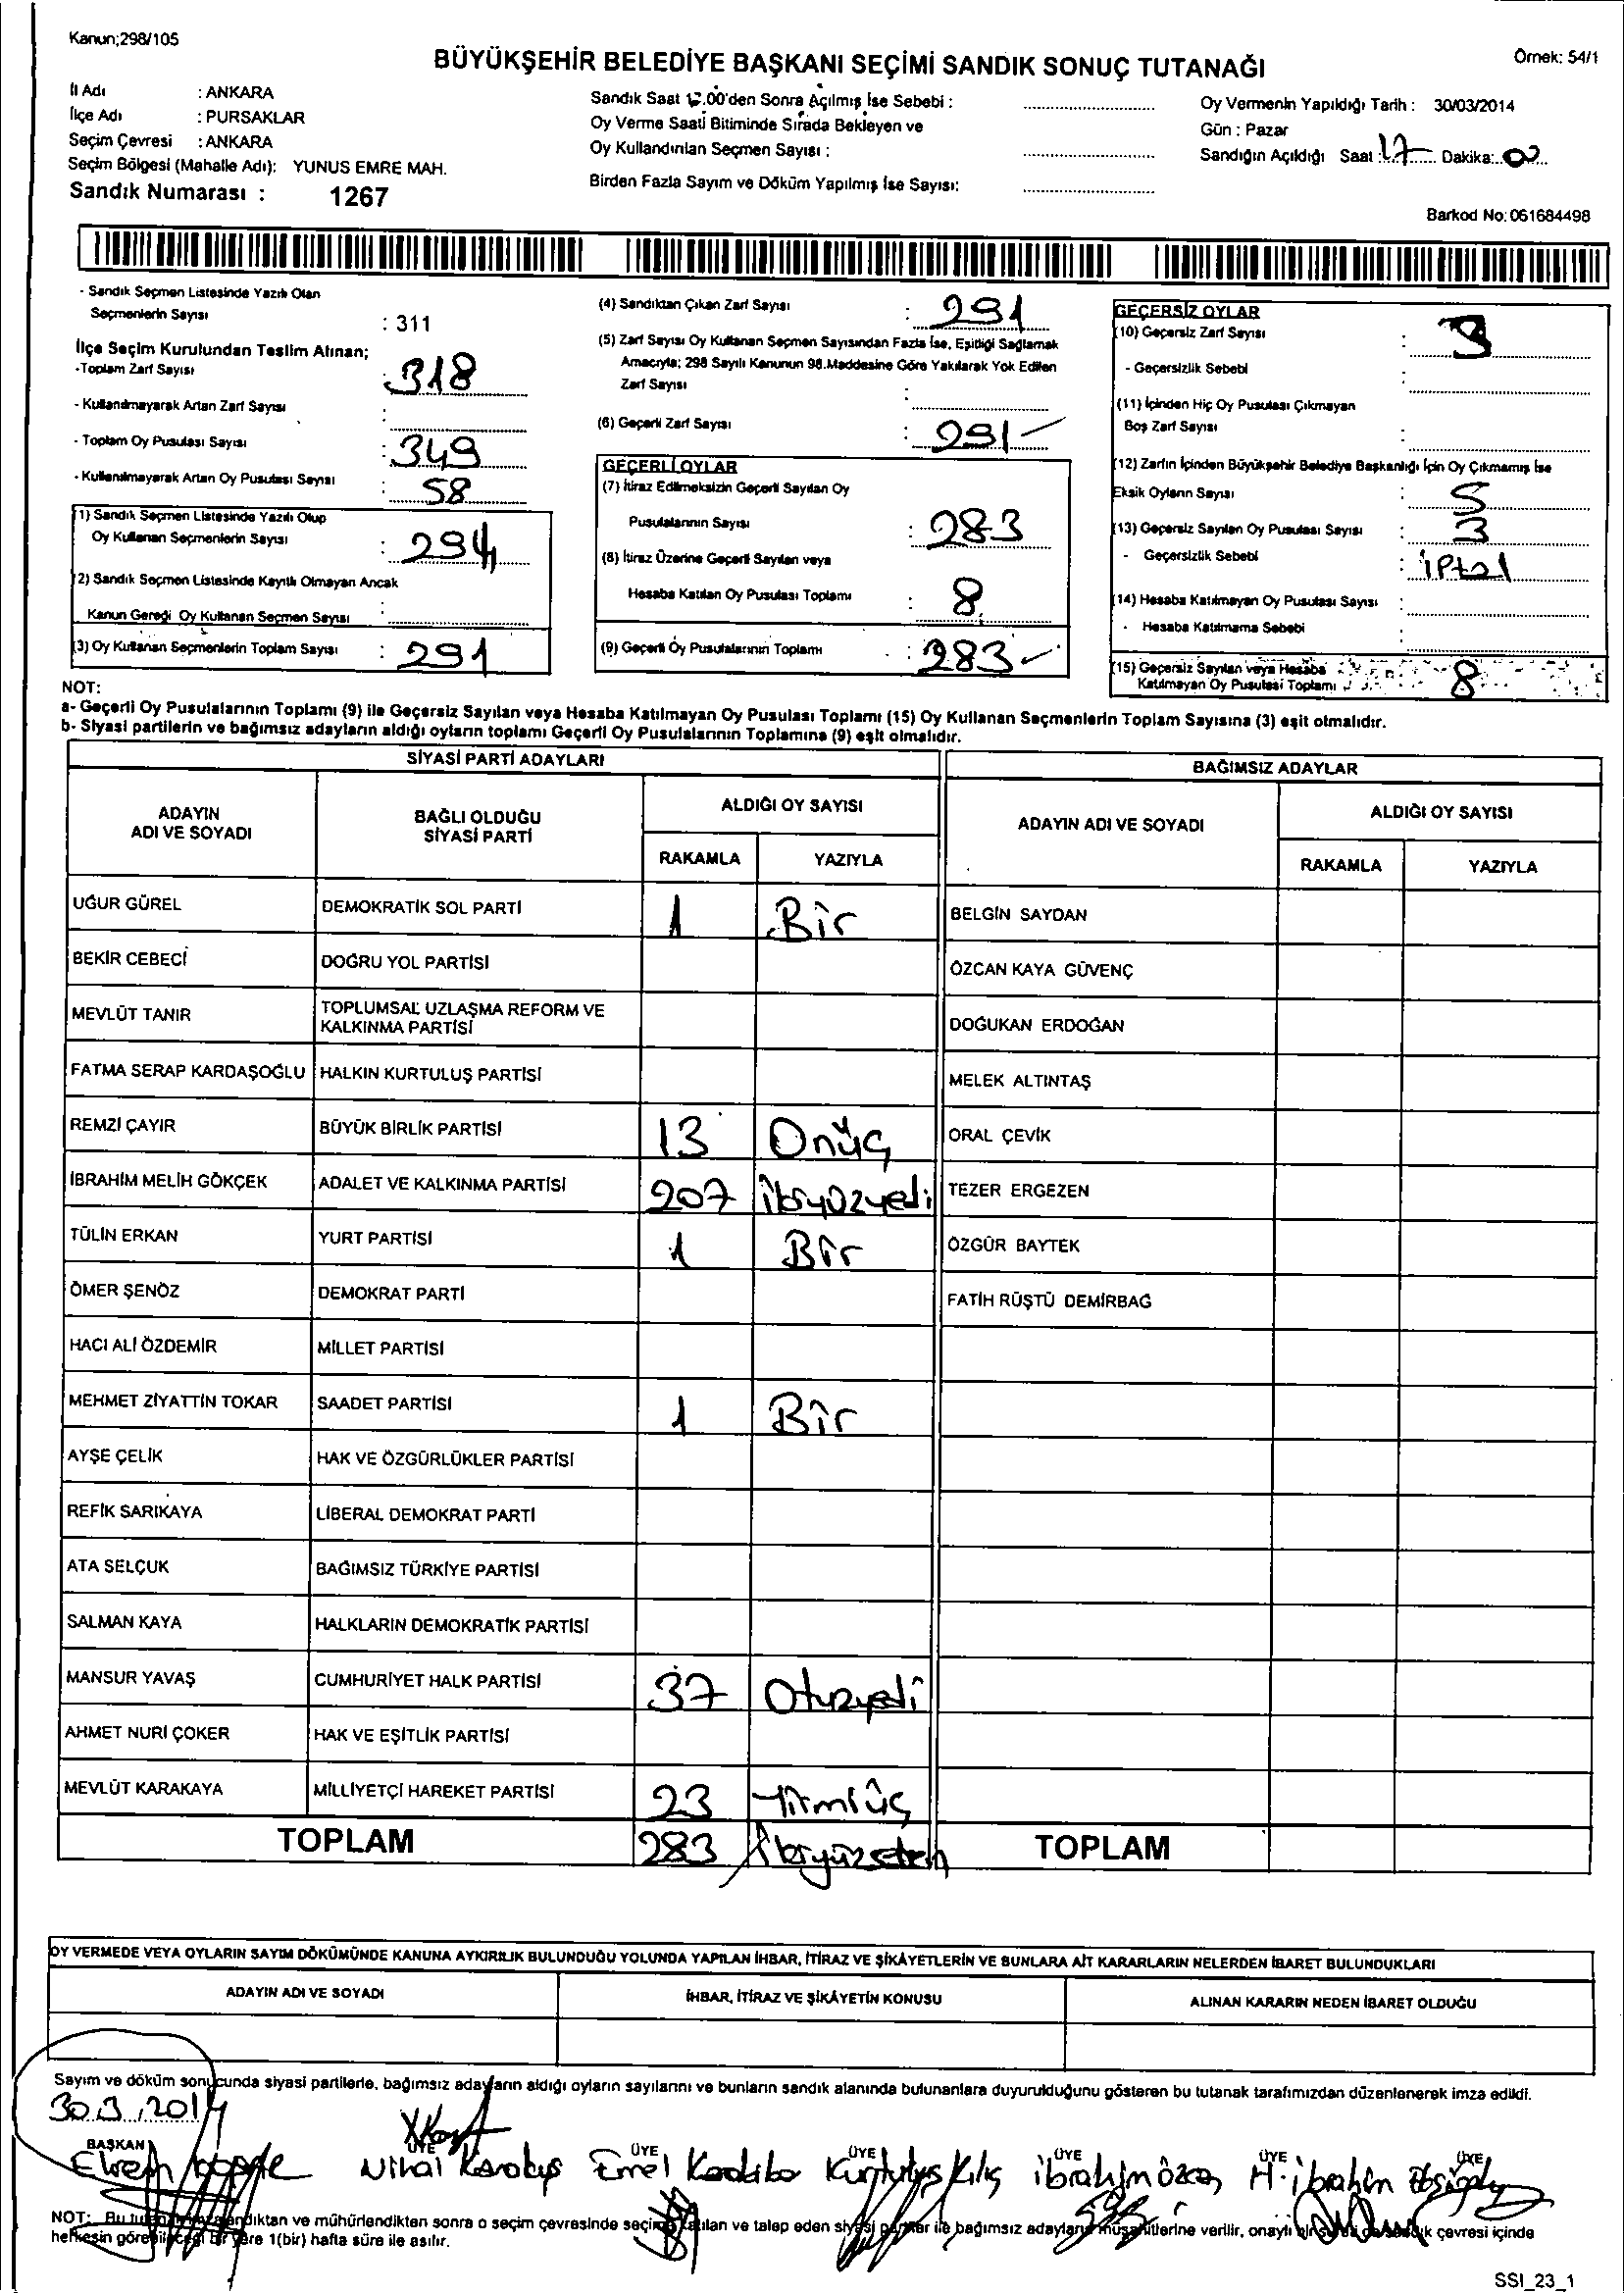 Kanun;298/105
BÜYÜKŞEHİR BELEDİYE BAŞKANI SEÇİMİ SANDIK SONUÇ TUTANAĞI
Örnek: 54/1
İl Adı : ANKARA
İlçe Adı : PURSAKLAR
Seçim Çevresi : ANKARA
Seçim Bölgesi (Mahalle Adı): YUNUS EMRE MAH.
Sandık Numarası : 1267
Sandık Saat 17.00'den Sonra Açılmış İse Sebebi :
Oy Verme Saati Bitiminde Sırada Bekleyen ve
Oy Kullandırılan Seçmen Sayısı :
Birden Fazla Sayım ve Döküm Yapılmış İse Sayısı:
Oy Vermenin Yapıldığı Tarih : 30/03/2014
Gün : Pazar
Sandığın Açıldığı Saat : 17 Dakika: 00
Barkod No: 061684498
- Sandık Seçmen Listesinde Yazılı Olan
Seçmenlerin Sayısı : 311
İlçe Seçim Kurulundan Teslim Alınan;
-Toplam Zarf Sayısı : 318
- Kullanılmayarak Artan Zarf Sayısı :
- Toplam Oy Pusulası Sayısı : 349
- Kullanılmayarak Artan Oy Pusulası Sayısı : 58
(1) Sandık Seçmen Listesinde Yazılı Olup
Oy Kullanan Seçmenlerin Sayısı : 294
(2) Sandık Seçmen Listesinde Kayıtlı Olmayan Ancak
Kanun Gereği Oy Kullanan Seçmen Sayısı :
(3) Oy Kullanan Seçmenlerin Toplam Sayısı : 291
(4) Sandıktan Çıkan Zarf Sayısı : 291
(5) Zarf Sayısı Oy Kullanan Seçmen Sayısından Fazla İse, Eşitliği Sağlamak
Amacıyla; 298 Sayılı Kanunun 98.Maddesine Göre Yakılarak Yok Edilen
Zarf Sayısı :
(6) Geçerli Zarf Sayısı : 291
GEÇERLİ OYLAR
(7) İtiraz Edilmeksizin Geçerli Sayılan Oy
Pusulalarının Sayısı : 283
(8) İtiraz Üzerine Geçerli Sayılan veya
Hesaba Katılan Oy Pusulası Toplamı : 8
(9) Geçerli Oy Pusulalarının Toplamı : 283
GEÇERSİZ OYLAR
(10) Geçersiz Zarf Sayısı :
- Geçersizlik Sebebi :
(11) İçinden Hiç Oy Pusulası Çıkmayan
Boş Zarf Sayısı :
(12) Zarfın İçinden Büyükşehir Belediye Başkanlığı İçin Oy Çıkmamış İse
Eksik Oyların Sayısı : 5
(13) Geçersiz Sayılan Oy Pusulası Sayısı : 3
- Geçersizlik Sebebi : iptal
(14) Hesaba Katılmayan Oy Pusulası Sayısı :
- Hesaba Katılmama Sebebi :
(15) Geçersiz Sayılan veya Hesaba
Katılmayan Oy Pusulası Toplamı : 8
NOT:
a- Geçerli Oy Pusulalarının Toplamı (9) ile Geçersiz Sayılan veya Hesaba Katılmayan Oy Pusulası Toplamı (15) Oy Kullanan Seçmenlerin Toplam Sayısına (3) eşit olmalıdır.
b- Siyasi partilerin ve bağımsız adayların aldığı oyların toplamı Geçerli Oy Pusulalarının Toplamına (9) eşit olmalıdır.
SİYASİ PARTİ ADAYLARI
BAĞIMSIZ ADAYLAR
ADAYIN ADI VE SOYADI
BAĞLI OLDUĞU SİYASİ PARTİ
ALDIĞI OY SAYISI
RAKAMLA YAZIYLA
ADAYIN ADI VE SOYADI
ALDIĞI OY SAYISI
RAKAMLA YAZIYLA
UĞUR GÜREL DEMOKRATİK SOL PARTİ 1 Bir BELGİN SAYDAN
BEKİR CEBECİ DOĞRU YOL PARTİSİ ÖZCAN KAYA GÜVENÇ
MEVLÜT TANIR TOPLUMSAL UZLAŞMA REFORM VE KALKINMA PARTİSİ DOĞUKAN ERDOĞAN
FATMA SERAP KARDAŞOĞLU HALKIN KURTULUŞ PARTİSİ MELEK ALTINTAŞ
REMZİ ÇAYIR BÜYÜK BİRLİK PARTİSİ 13 Onüç ORAL ÇEVİK
İBRAHİM MELİH GÖKÇEK ADALET VE KALKINMA PARTİSİ 207 ikiyüzyedi TEZER ERGEZEN
TÜLİN ERKAN YURT PARTİSİ 1 Bir ÖZGÜR BAYTEK
ÖMER ŞENÖZ DEMOKRAT PARTİ FATİH RÜŞTÜ DEMİRBAĞ
HACI ALİ ÖZDEMİR MİLLET PARTİSİ
MEHMET ZİYATTİN TOKAR SAADET PARTİSİ 1 Bir
AYŞE ÇELİK HAK VE ÖZGÜRLÜKLER PARTİSİ
REFİK SARIKAYA LİBERAL DEMOKRAT PARTİ
ATA SELÇUK BAĞIMSIZ TÜRKİYE PARTİSİ
SALMAN KAYA HALKLARIN DEMOKRATİK PARTİSİ
MANSUR YAVAŞ CUMHURİYET HALK PARTİSİ 37 Otuzyedi
AHMET NURİ ÇOKER HAK VE EŞİTLİK PARTİSİ
MEVLÜT KARAKAYA MİLLİYETÇİ HAREKET PARTİSİ 23 Yirmiüç
TOPLAM 283 TOPLAM
OY VERMEDE VEYA OYLARIN SAYIM DÖKÜMÜNDE KANUNA AYKIRILIK BULUNDUĞU YOLUNDA YAPILAN İHBAR, İTİRAZ VE ŞİKÂYETLERİN VE BUNLARA AİT KARARLARIN NELERDEN İBARET BULUNDUKLARI
ADAYIN ADI VE SOYADI İHBAR, İTİRAZ VE ŞİKÂYETİN KONUSU ALINAN KARARIN NEDEN İBARET OLDUĞU
Sayım ve döküm sonucunda siyasi partilerle, bağımsız adayların aldığı oyların sayılarını ve bunların sandık alanında bulunanlara duyurulduğunu gösteren bu tutanak tarafımızdan düzenlenerek imza edildi.
30.3.2014
BAŞKAN ÜYE ÜYE ÜYE ÜYE ÜYE ÜYE
Nihal Karakuş Emel Kurtuluş Kılış ibrahim özcan H. ibrahim
NOT: Bu tutanak imzalandıktan ve mühürlendikten sonra o seçim çevresinde seçime katılan ve talep eden siyasi partiler ile bağımsız adayların müşahitlerine verilir, onaylı bir sureti de sandık çevresi içinde
herkesin görebileceği bir yere 1(bir) hafta süre ile asılır.
SSI_23_1